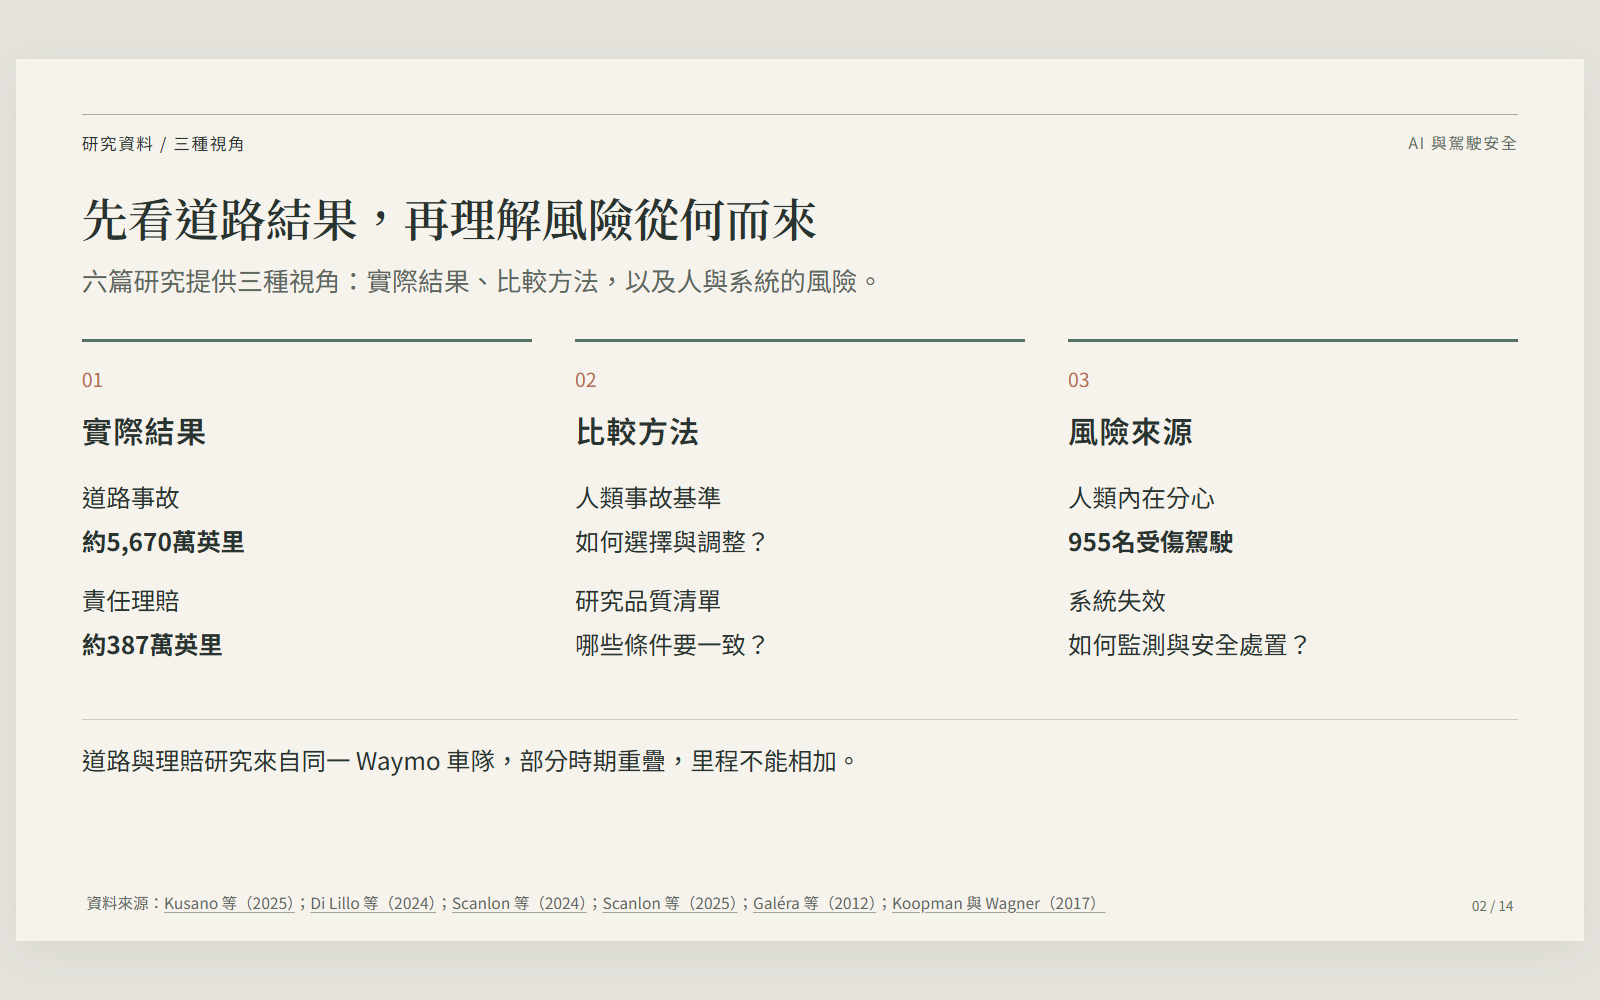 研究資料 / 三種視角
AI 與駕駛安全
先看道路結果，再理解風險從何而來
六篇研究提供三種視角：實際結果、比較方法，以及人與系統的風險。
01
實際結果
道路事故
約5,670萬英里
責任理賠
約387萬英里
02
比較方法
人類事故基準
如何選擇與調整？
研究品質清單
哪些條件要一致？
03
風險來源
人類內在分心
955名受傷駕駛
系統失效
如何監測與安全處置？
道路與理賠研究來自同一 Waymo 車隊，部分時期重疊，里程不能相加。
資料來源：Kusano 等（2025）；Di Lillo 等（2024）；Scanlon 等（2024）；Scanlon 等（2025）；Galéra 等（2012）；Koopman 與 Wagner（2017）
02 / 14